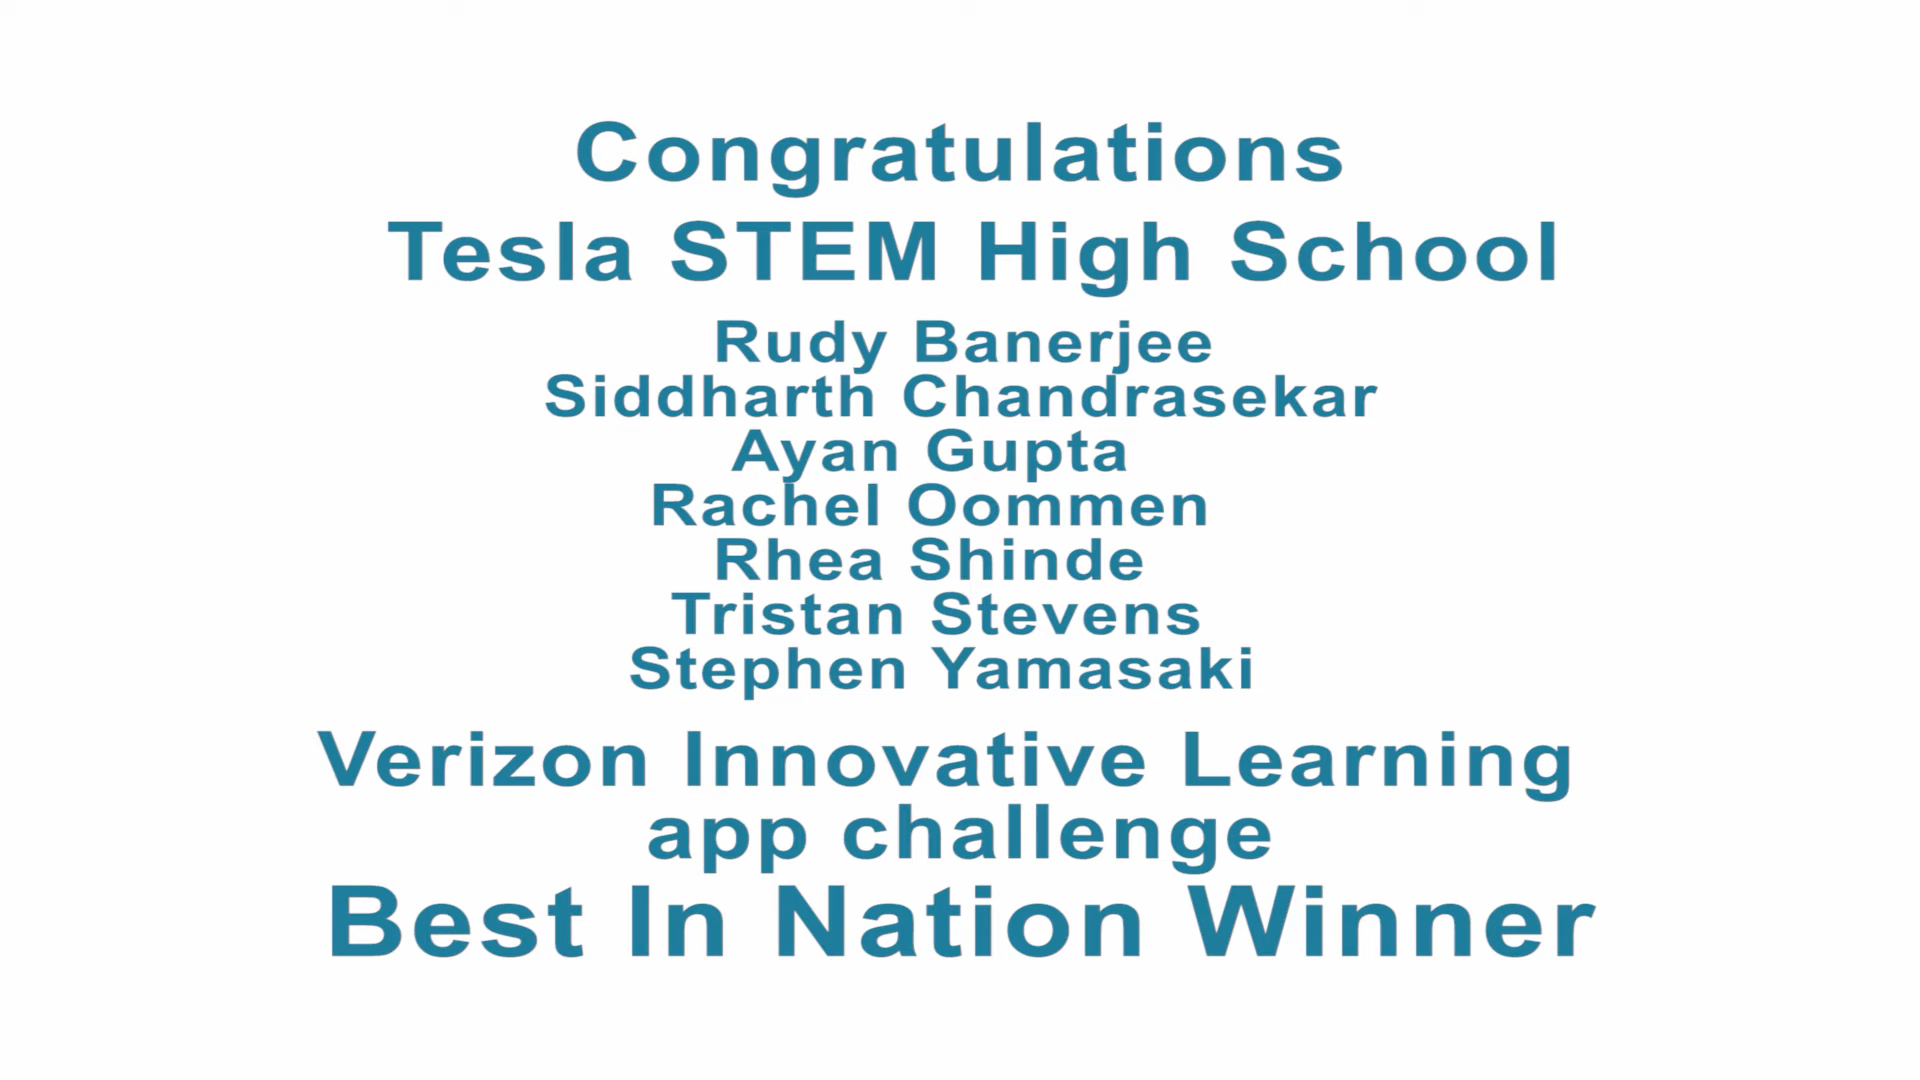 Congratulations
Tesla STEM High School
Rudy Banerjee
Siddharth Chandrasekar
Ayan Gupta
Rachel Oommen
Rhea Shinde
Tristan Stevens
Stephen Yamasaki
Verizon Innovative Learning
app challenge
Best In Nation Winner